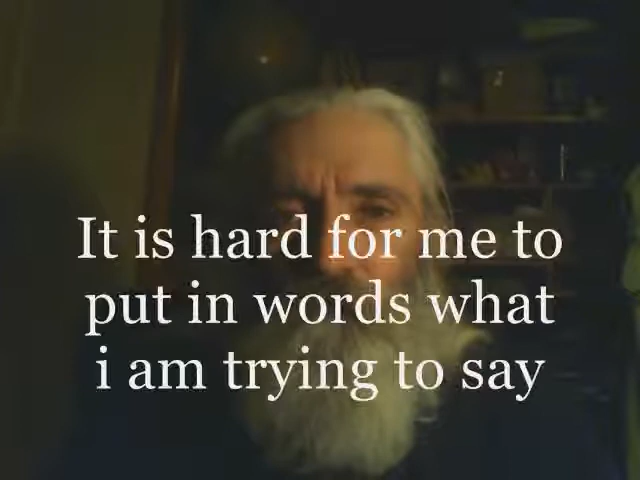 It is hard for me to
put in words what
i am trying to say